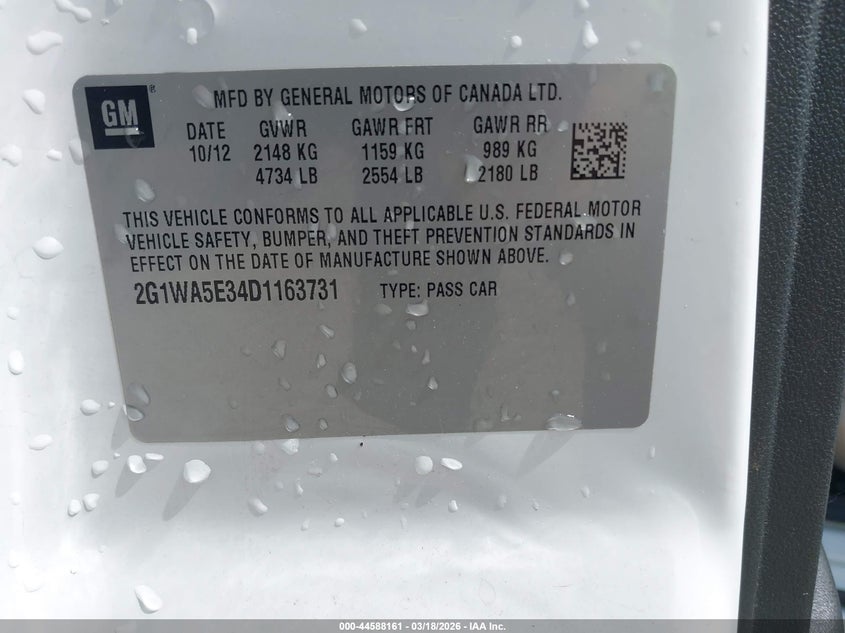 GM ®
MFD BY GENERAL MOTORS OF CANADA LTD.
DATE GVWR GAWR FRT GAWR RR
10/12 2148 KG 1159 KG 989 KG
4734 LB 2554 LB 2180 LB
THIS VEHICLE CONFORMS TO ALL APPLICABLE U.S. FEDERAL MOTOR
VEHICLE SAFETY, BUMPER, AND THEFT PREVENTION STANDARDS IN
EFFECT ON THE DATE OF MANUFACTURE SHOWN ABOVE.
2G1WA5E34D1163731 TYPE: PASS CAR
000-44588161 - 03/18/2026 - IAA Inc.